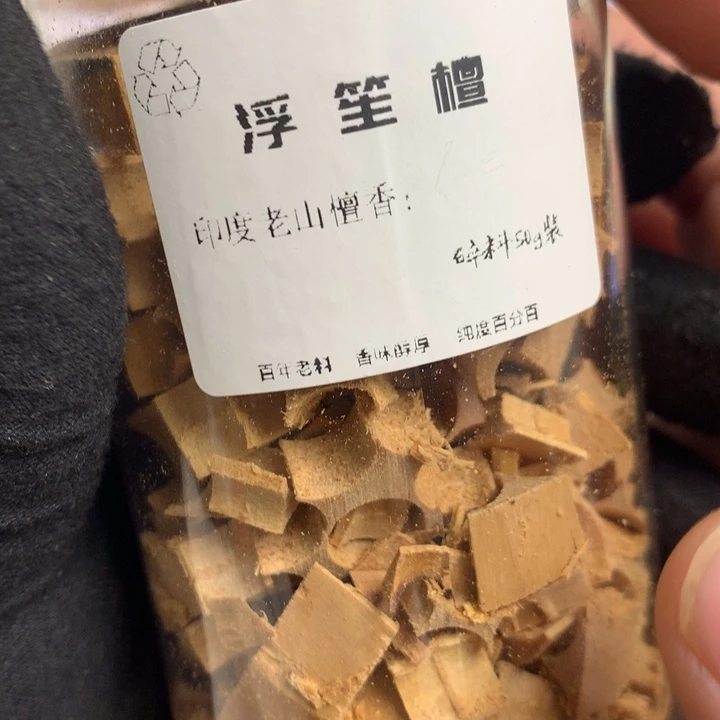 浮笙檀
印度老山檀香：
碎料50g装
百年老料 香味醇厚 纯度百分百